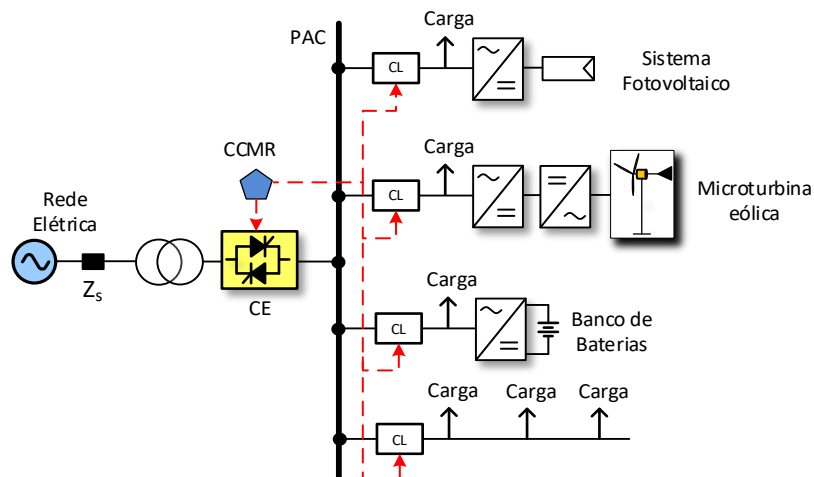 Carga
PAC
CL
Sistema
Fotovoltaico
CCMR
Carga
CL
Microturbina
eólica
Rede
Elétrica
Zs
CE
Carga
CL
Banco de
Baterias
Carga
Carga
Carga
CL